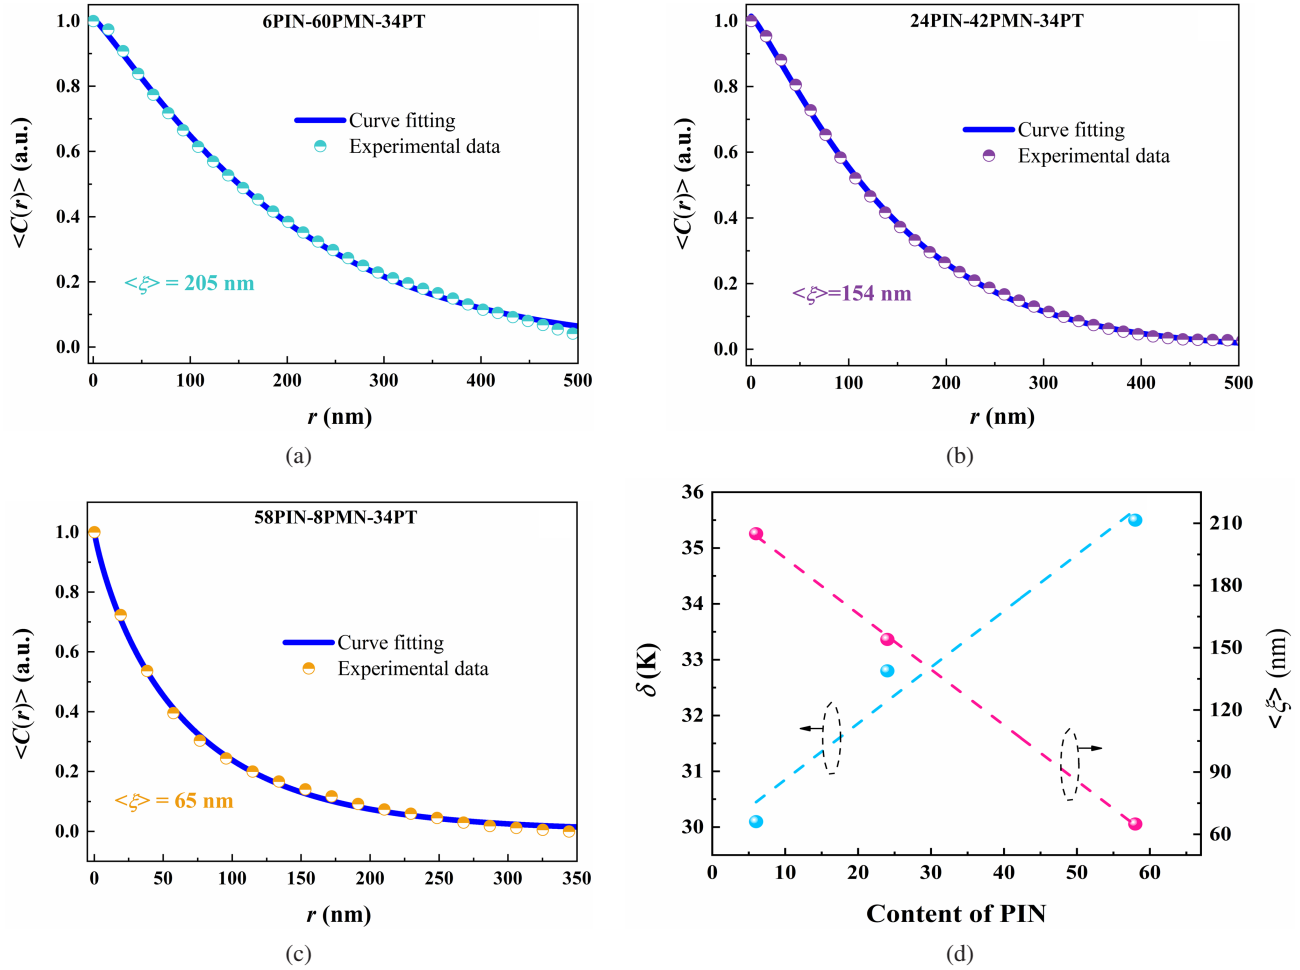 6PIN-60PMN-34PT
1.0
0.8
0.6
0.4
0.2
0.0
<C(r)> (a.u.)
Curve fitting
Experimental data
<ξ> = 205 nm
0 100 200 300 400 500
r (nm)
(a)
24PIN-42PMN-34PT
1.0
0.8
0.6
0.4
0.2
0.0
<C(r)> (a.u.)
Curve fitting
Experimental data
<ξ>=154 nm
0 100 200 300 400 500
r (nm)
(b)
58PIN-8PMN-34PT
1.0
0.8
0.6
0.4
0.2
0.0
<C(r)> (a.u.)
Curve fitting
Experimental data
<ξ> = 65 nm
0 50 100 150 200 250 300 350
r (nm)
(c)
36
35
34
33
32
31
30
δ (K)
210
180
150
120
90
60
<ξ> (nm)
0 10 20 30 40 50 60
Content of PIN
(d)